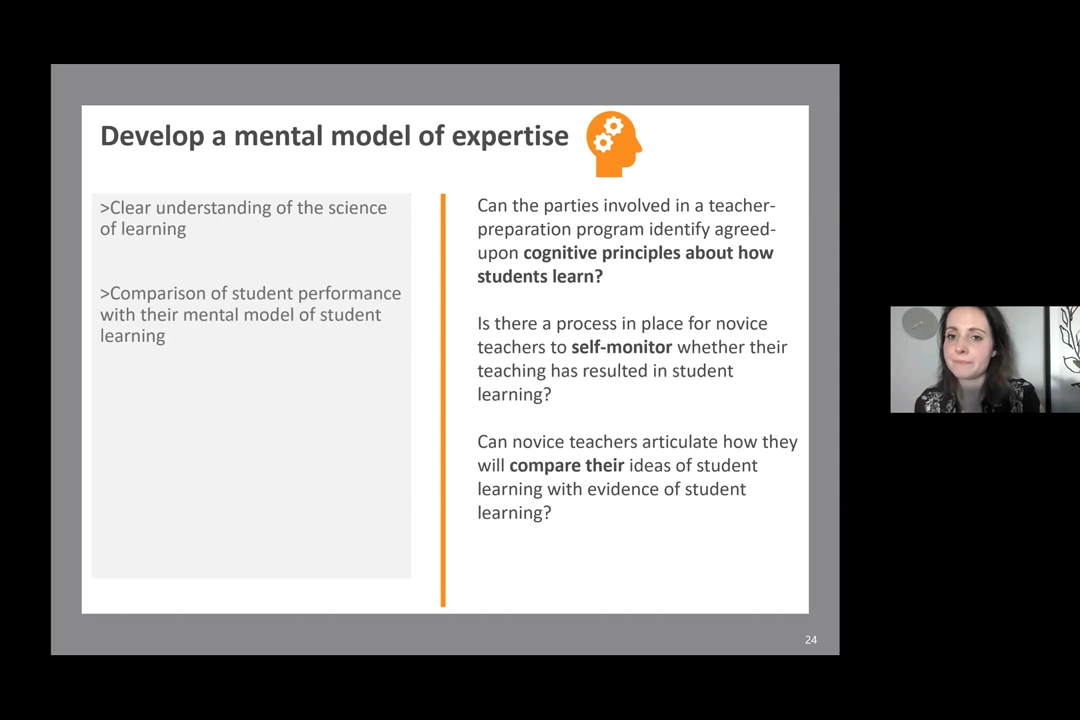 Develop a mental model of expertise
>Clear understanding of the science
of learning
>Comparison of student performance
with their mental model of student
learning
Can the parties involved in a teacher-
preparation program identify agreed-
upon cognitive principles about how
students learn?
Is there a process in place for novice
teachers to self-monitor whether their
teaching has resulted in student
learning?
Can novice teachers articulate how they
will compare their ideas of student
learning with evidence of student
learning?
24